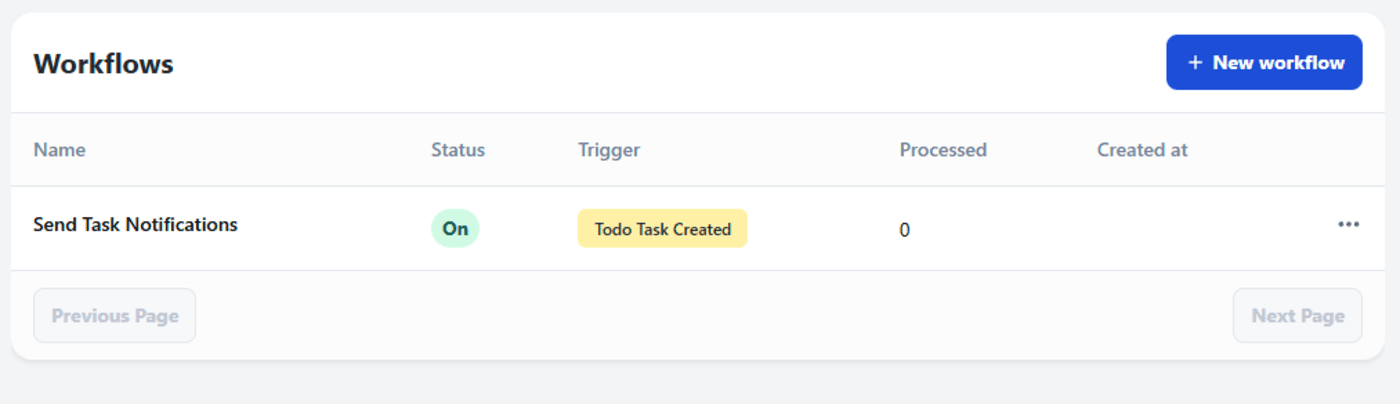 Workflows
+ New workflow
Name Status Trigger Processed Created at
Send Task Notifications On Todo Task Created 0
Previous Page Next Page